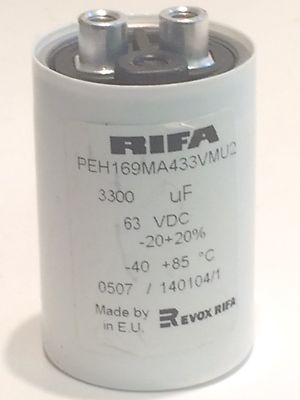 RIFA
PEH169MA433VMU2
3300 uF
63 VDC
-20+20%
-40 +85 °C
0507 / 140104/1
Made by
in E.U.
EVOX RIFA